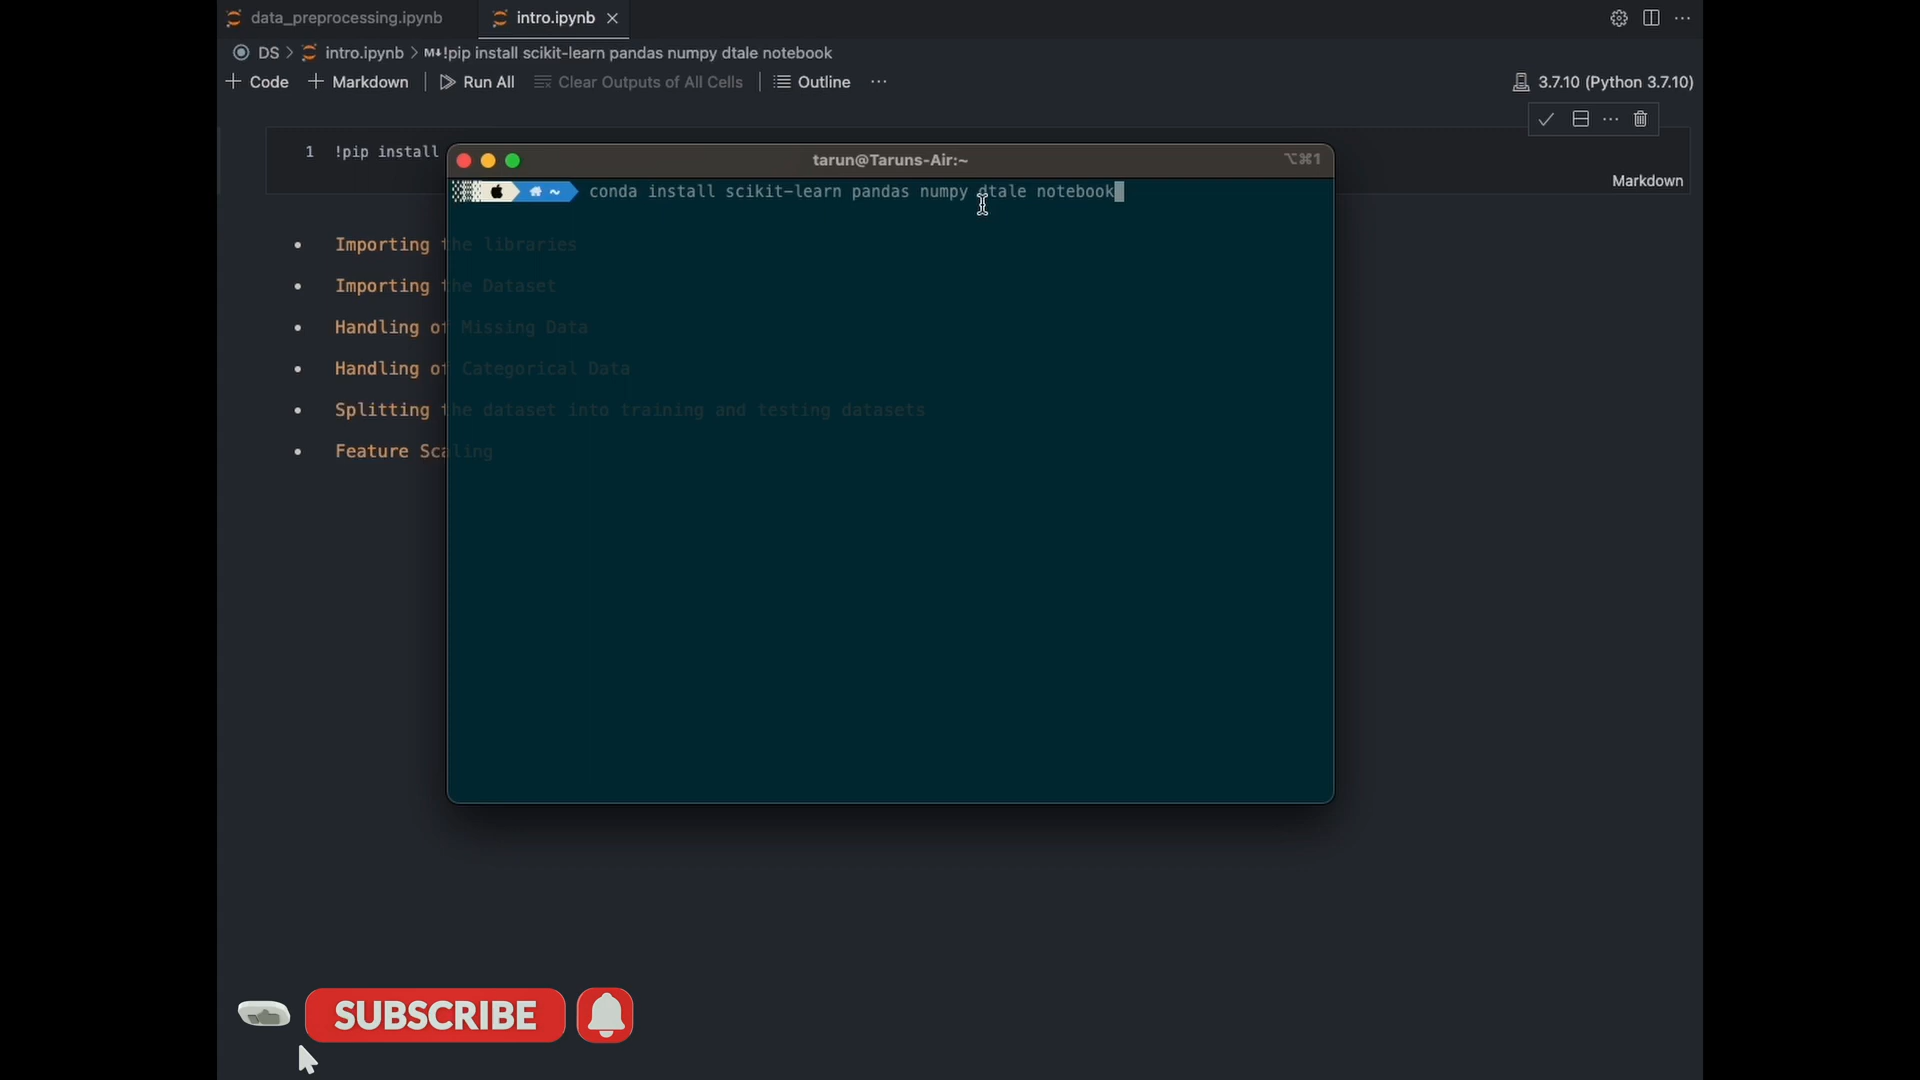 data_preprocessing.ipynb
intro.ipynb
DS > intro.ipynb > M↓!pip install scikit-learn pandas numpy dtale notebook
+ Code + Markdown Run All Clear Outputs of All Cells Outline ··· 3.7.10 (Python 3.7.10)
1 !pip install
Markdown
tarun@Taruns-Air:~ ⌥⌘1
~ conda install scikit-learn pandas numpy dtale notebook
• Importing the libraries
• Importing the Dataset
• Handling of Missing Data
• Handling of Categorical Data
• Splitting the dataset into training and testing datasets
• Feature Scaling
SUBSCRIBE